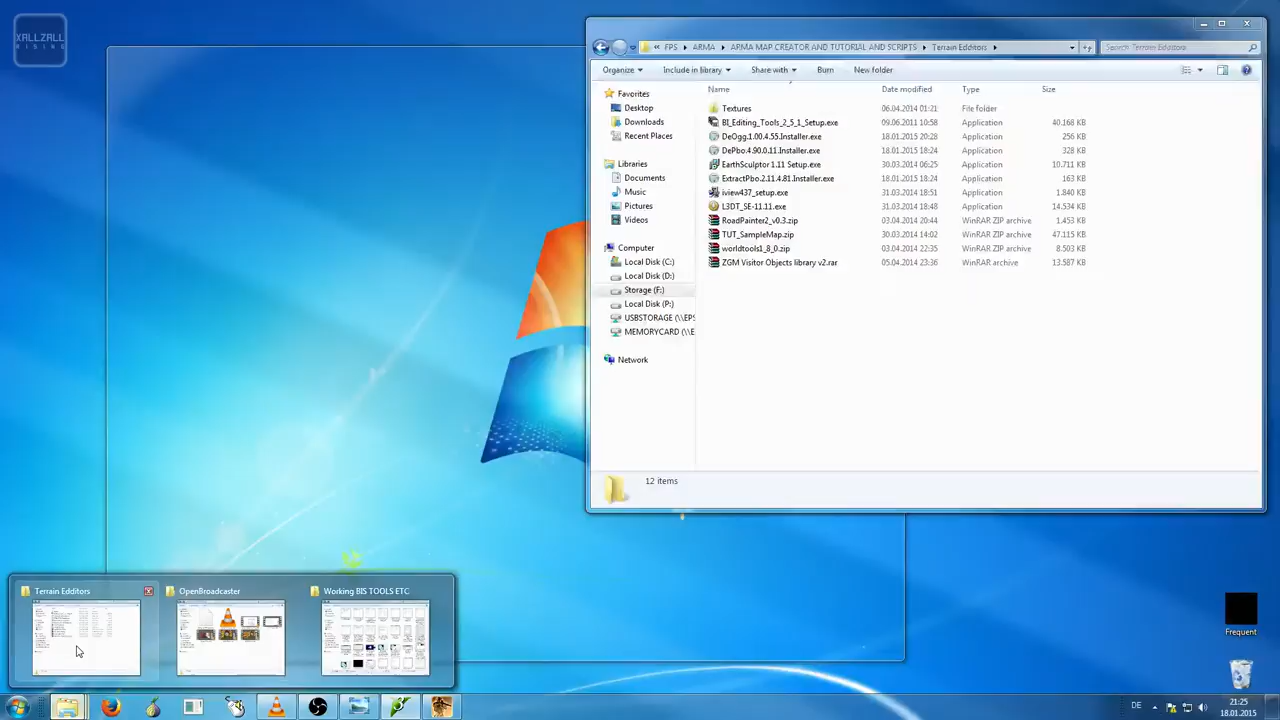 XALLZALL
RISING
FPS ARMA ARMA MAP CREATOR AND TUTORIAL AND SCRIPTS Terrain Edditors
Search Terrain Edditors
Organize Include in library Share with Burn New folder
Name Date modified Type Size
Favorites
Desktop
Downloads
Recent Places
Libraries
Documents
Music
Pictures
Videos
Computer
Local Disk (C:)
Local Disk (D:)
Storage (F:)
Local Disk (P:)
USBSTORAGE (\\EPS
MEMORYCARD (\\E
Network
Textures 06.04.2014 01:21 File folder
BI_Editing_Tools_2_5_1_Setup.exe 09.06.2011 10:58 Application 40.168 KB
DeOgg.1.00.4.55.Installer.exe 18.01.2015 20:28 Application 256 KB
DePbo.4.90.0.11.Installer.exe 18.01.2015 18:24 Application 328 KB
EarthSculptor 1.11 Setup.exe 30.03.2014 06:25 Application 10.711 KB
ExtractPbo.2.11.4.81.Installer.exe 18.01.2015 18:24 Application 163 KB
iview437_setup.exe 31.03.2014 18:51 Application 1.840 KB
L3DT_SE-11.11.exe 31.03.2014 18:48 Application 14.534 KB
RoadPainter2_v0.3.zip 03.04.2014 20:44 WinRAR ZIP archive 1.453 KB
TUT_SampleMap.zip 30.03.2014 14:02 WinRAR ZIP archive 47.115 KB
worldtools1_8_0.zip 03.04.2014 22:35 WinRAR ZIP archive 8.503 KB
ZGM Visitor Objects library v2.rar 05.04.2014 23:36 WinRAR archive 13.587 KB
12 items
Terrain Edditors
OpenBroadcaster
Working BIS TOOLS ETC
Frequent
DE
21:25
18.01.2015